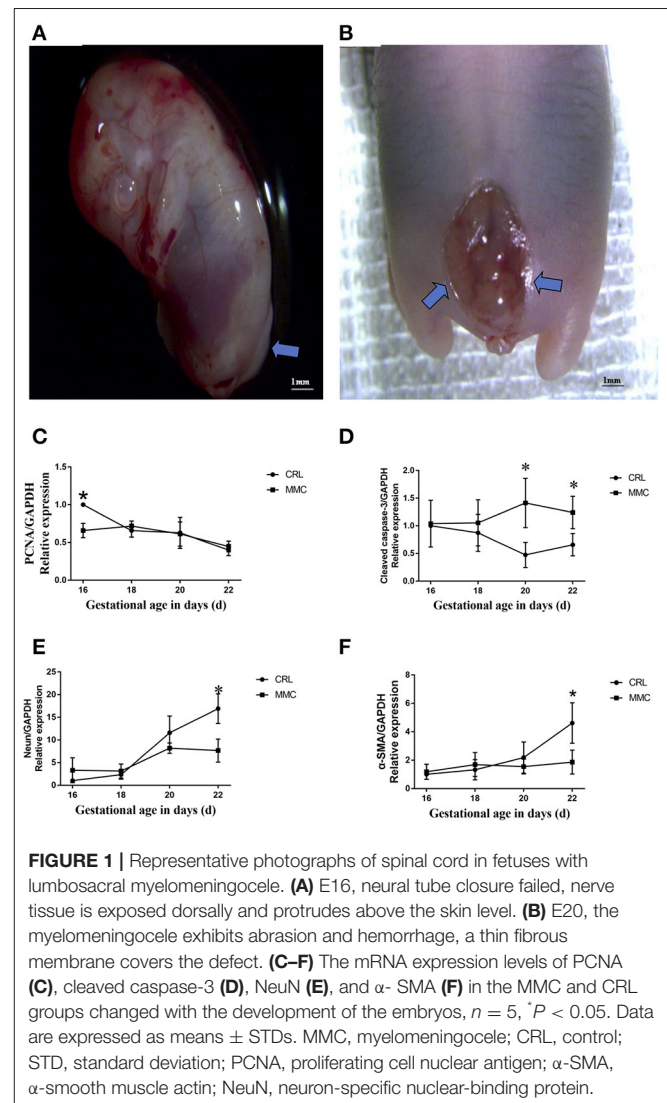 A
B
1mm
1mm
C
D
PCNA/GAPDH
Relative expression
1.5
1.0
0.5
0.0
*
16
18
20
22
Gestational age in days (d)
CRL
MMC
Cleaved caspase-3/GAPDH
Relative expression
2.0
1.5
1.0
0.5
0.0
*
*
16
18
20
22
Gestational age in days (d)
CRL
MMC
E
F
Neun/GAPDH
Relative expression
25
20
15
10
5
0
*
16
18
20
22
Gestational age in days (d)
CRL
MMC
α-SMA/GAPDH
Relative expression
8
6
4
2
0
*
16
18
20
22
Gestational age in days (d)
CRL
MMC
FIGURE 1 | Representative photographs of spinal cord in fetuses with
lumbosacral myelomeningocele. (A) E16, neural tube closure failed, nerve
tissue is exposed dorsally and protrudes above the skin level. (B) E20, the
myelomeningocele exhibits abrasion and hemorrhage, a thin fibrous
membrane covers the defect. (C–F) The mRNA expression levels of PCNA
(C), cleaved caspase-3 (D), NeuN (E), and α- SMA (F) in the MMC and CRL
groups changed with the development of the embryos, n = 5, *P < 0.05. Data
are expressed as means ± STDs. MMC, myelomeningocele; CRL, control;
STD, standard deviation; PCNA, proliferating cell nuclear antigen; α-SMA,
α-smooth muscle actin; NeuN, neuron-specific nuclear-binding protein.